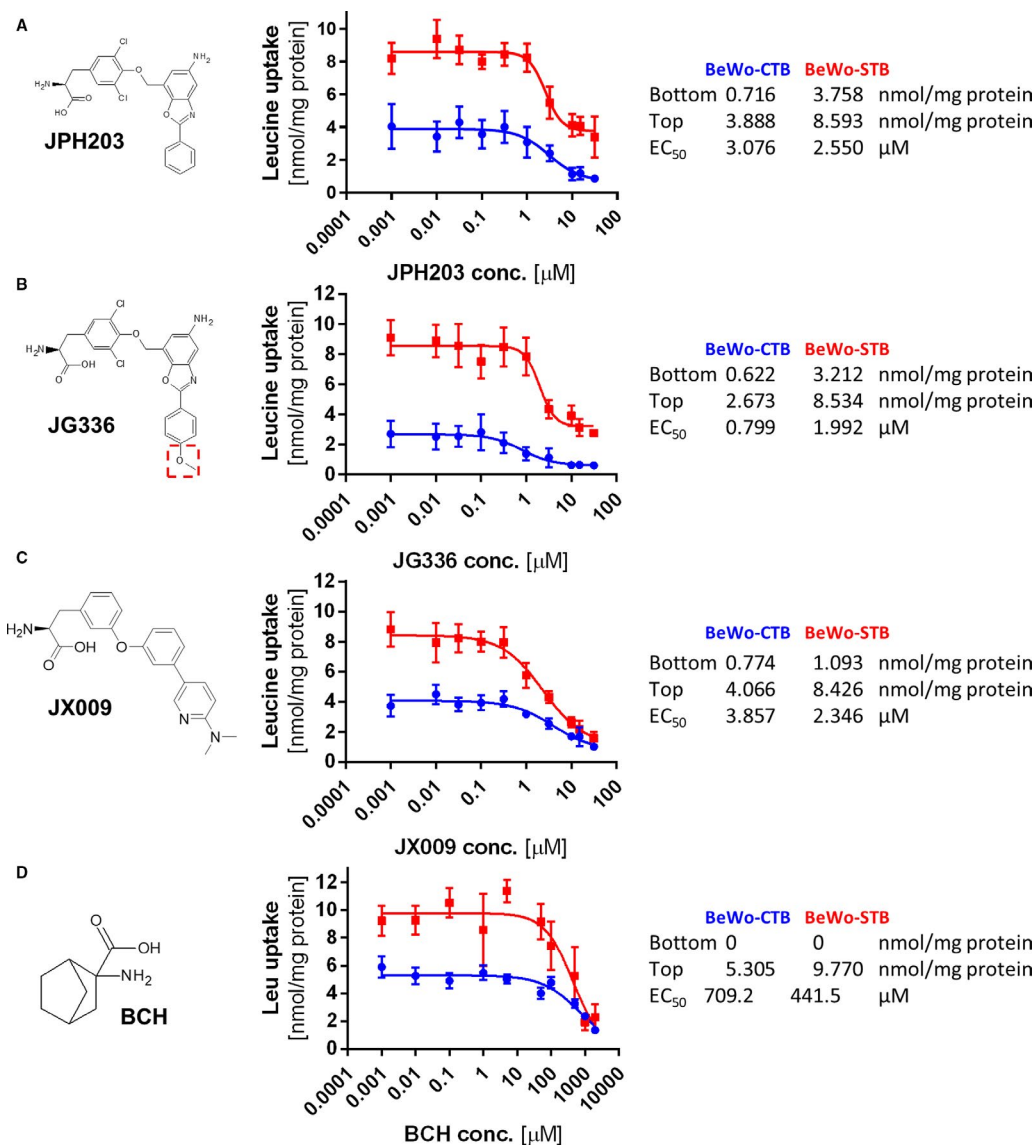 A
Cl
NH₂
H₂N
O
O
OH
Cl
O
N
JPH203
Leucine uptake
[nmol/mg protein]
10
8
6
4
2
0
0.0001
0.001
0.01
0.1
1
10
100
JPH203 conc. [µM]
BeWo-CTB BeWo-STB
Bottom 0.716 3.758 nmol/mg protein
Top 3.888 8.593 nmol/mg protein
EC₅₀ 3.076 2.550 µM
B
Cl
NH₂
H₂N
O
OH
O
Cl
O
N
O
JG336
Leucine uptake
[nmol/mg protein]
12
10
8
6
4
2
0
0.0001
0.001
0.01
0.1
1
10
100
JG336 conc. [µM]
BeWo-CTB BeWo-STB
Bottom 0.622 3.212 nmol/mg protein
Top 2.673 8.534 nmol/mg protein
EC₅₀ 0.799 1.992 µM
C
H₂N
OH
O
O
N
N
JX009
Leucine uptake
[nmol/mg protein]
12
10
8
6
4
2
0
0.0001
0.001
0.01
0.1
1
10
100
JX009 conc. [µM]
BeWo-CTB BeWo-STB
Bottom 0.774 1.093 nmol/mg protein
Top 4.066 8.426 nmol/mg protein
EC₅₀ 3.857 2.346 µM
D
O
OH
NH₂
BCH
Leu uptake
[nmol/mg protein]
12
10
8
6
4
2
0
0.0001
0.001
0.01
0.1
1
10
100
1000
10000
BCH conc. [µM]
BeWo-CTB BeWo-STB
Bottom 0 0 nmol/mg protein
Top 5.305 9.770 nmol/mg protein
EC₅₀ 709.2 441.5 µM